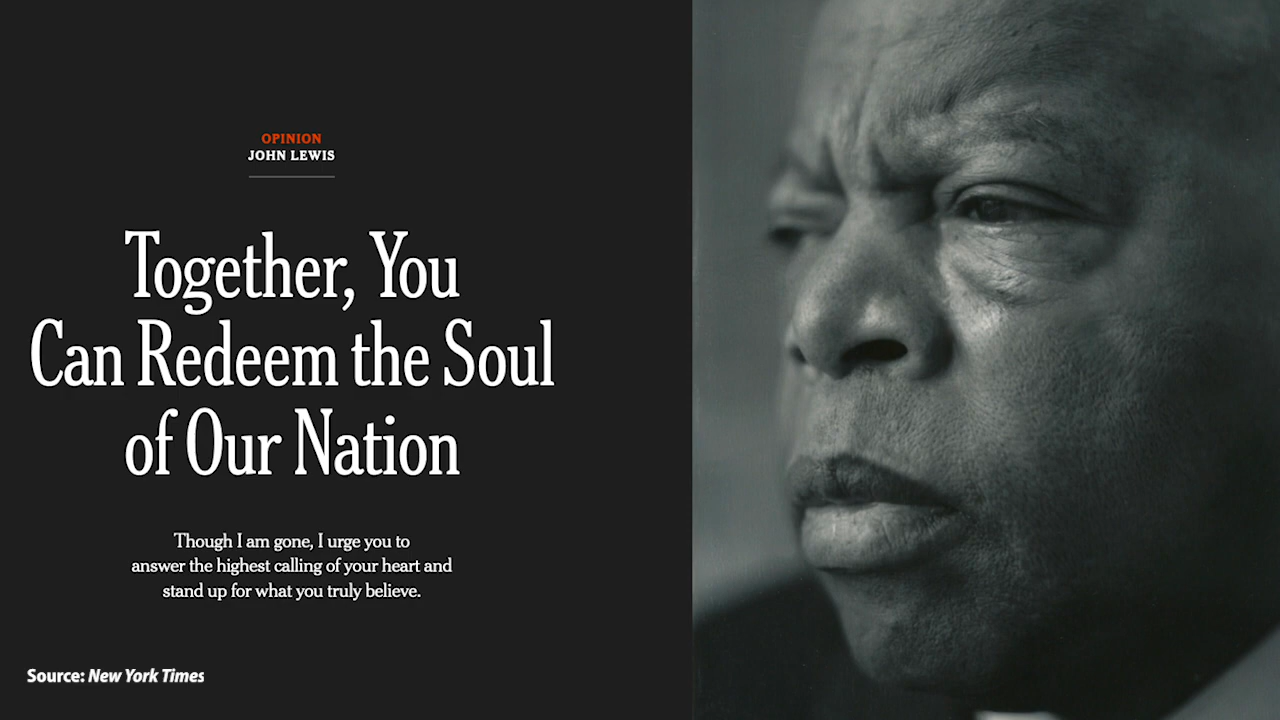 OPINION
JOHN LEWIS
Together, You
Can Redeem the Soul
of Our Nation
Though I am gone, I urge you to
answer the highest calling of your heart and
stand up for what you truly believe.
Source: New York Times